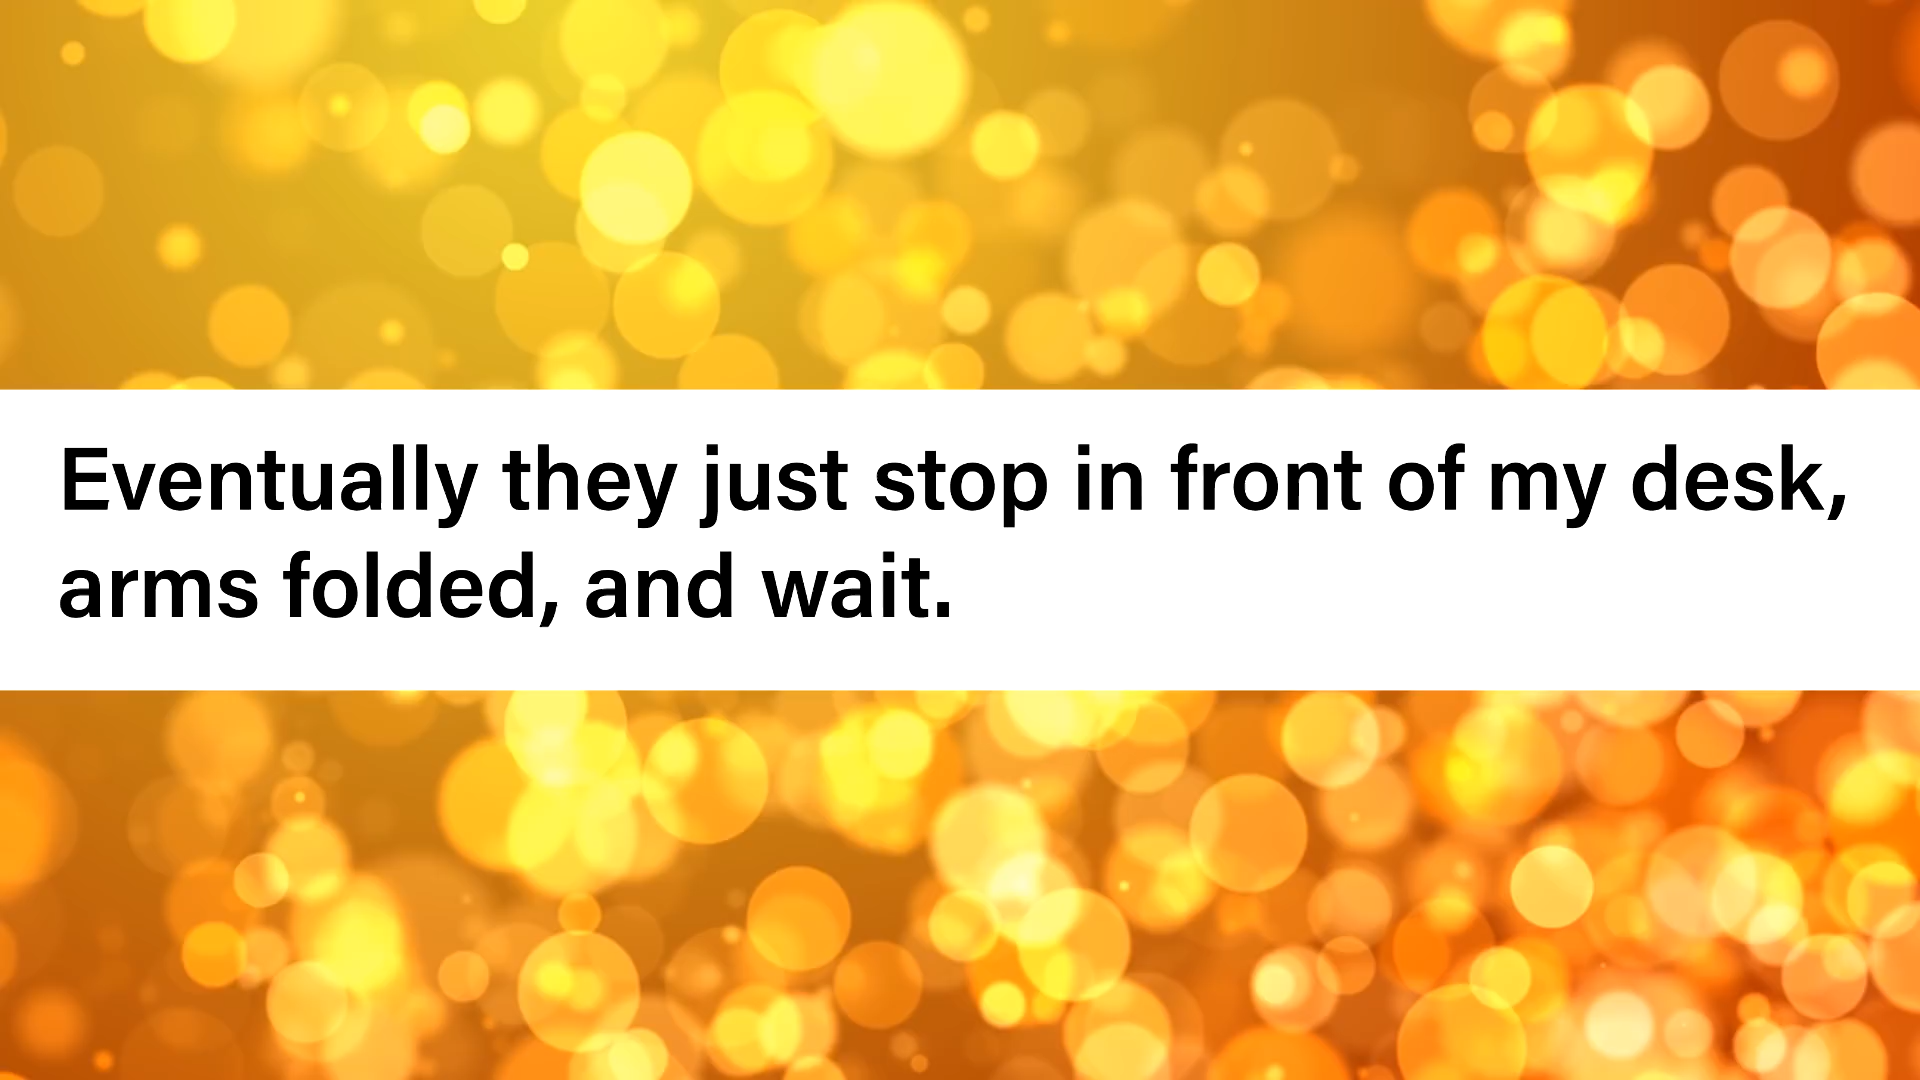 Eventually they just stop in front of my desk,
arms folded, and wait.